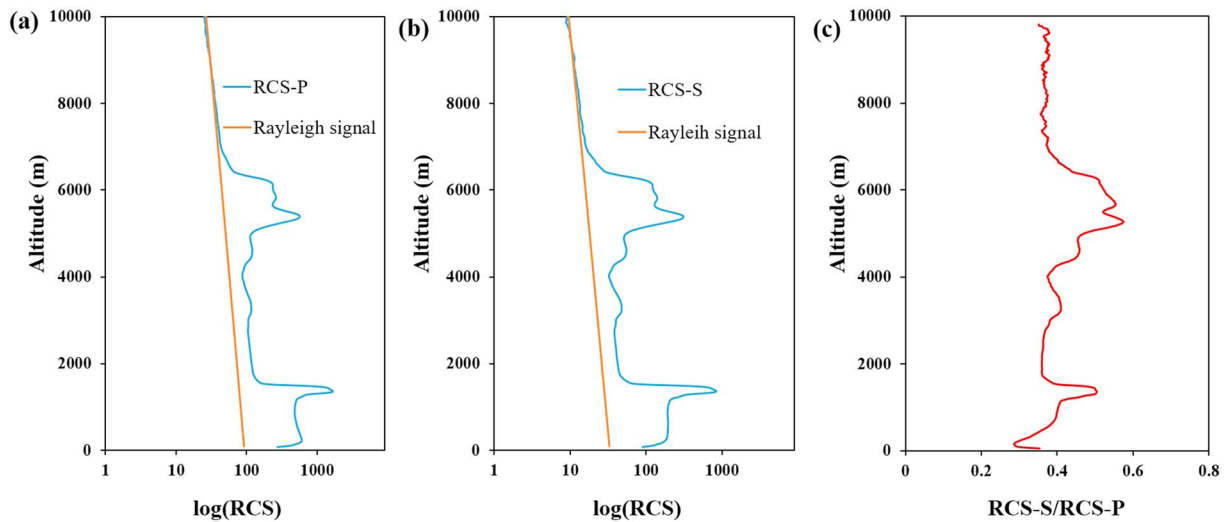 (a)
10000
8000
6000
4000
2000
0
Altitude (m)
RCS-P
Rayleigh signal
1
10
100
1000
log(RCS)
(b)
10000
8000
6000
4000
2000
0
Altitude (m)
RCS-S
Rayleih signal
1
10
100
1000
log(RCS)
(c)
10000
8000
6000
4000
2000
0
Altitude (m)
0
0.2
0.4
0.6
0.8
RCS-S/RCS-P